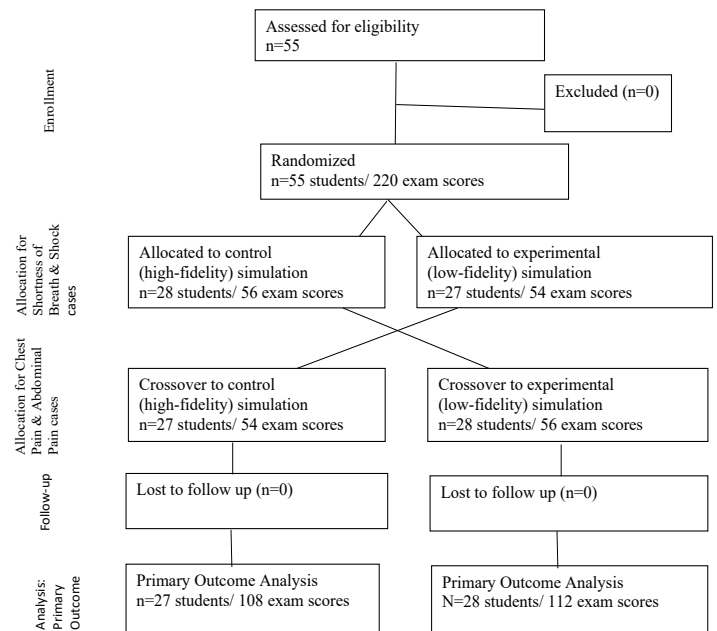 Assessed for eligibility
n=55
Enrollment
Excluded (n=0)
Randomized
n=55 students/ 220 exam scores
Allocation for
Shortness of
Breath & Shock
cases
Allocated to control
(high-fidelity) simulation
n=28 students/ 56 exam scores
Allocated to experimental
(low-fidelity) simulation
n=27 students/ 54 exam scores
Allocation for Chest
Pain & Abdominal
Pain cases
Crossover to control
(high-fidelity) simulation
n=27 students/ 54 exam scores
Crossover to experimental
(low-fidelity) simulation
n=28 students/ 56 exam scores
Follow-up
Lost to follow up (n=0)
Lost to follow up (n=0)
Analysis:
Primary
Outcome
Primary Outcome Analysis
n=27 students/ 108 exam scores
Primary Outcome Analysis
N=28 students/ 112 exam scores